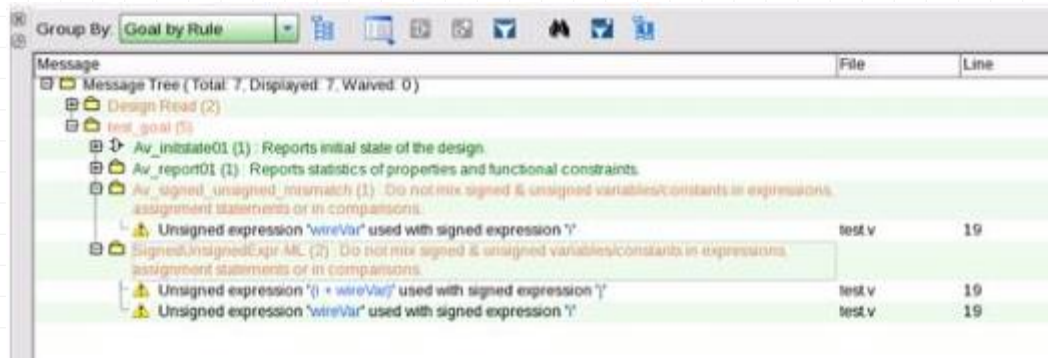 Group By: Goal by Rule
Message File Line
Message Tree (Total: 7, Displayed: 7, Waived: 0)
Design Read (2)
test_goal (5)
Av_initstate01 (1) : Reports initial state of the design.
Av_report01 (1) : Reports statistics of properties and functional constraints.
Av_signed_unsigned_mismatch (1) : Do not mix signed & unsigned variables/constants in expressions,
assignment statements or in comparisons.
Unsigned expression 'wireVar' used with signed expression 'i' test.v 19
SignedUnsignedExpr-ML (2) : Do not mix signed & unsigned variables/constants in expressions,
assignment statements or in comparisons.
Unsigned expression '(i + wireVar)' used with signed expression 'j' test.v 19
Unsigned expression 'wireVar' used with signed expression 'i' test.v 19